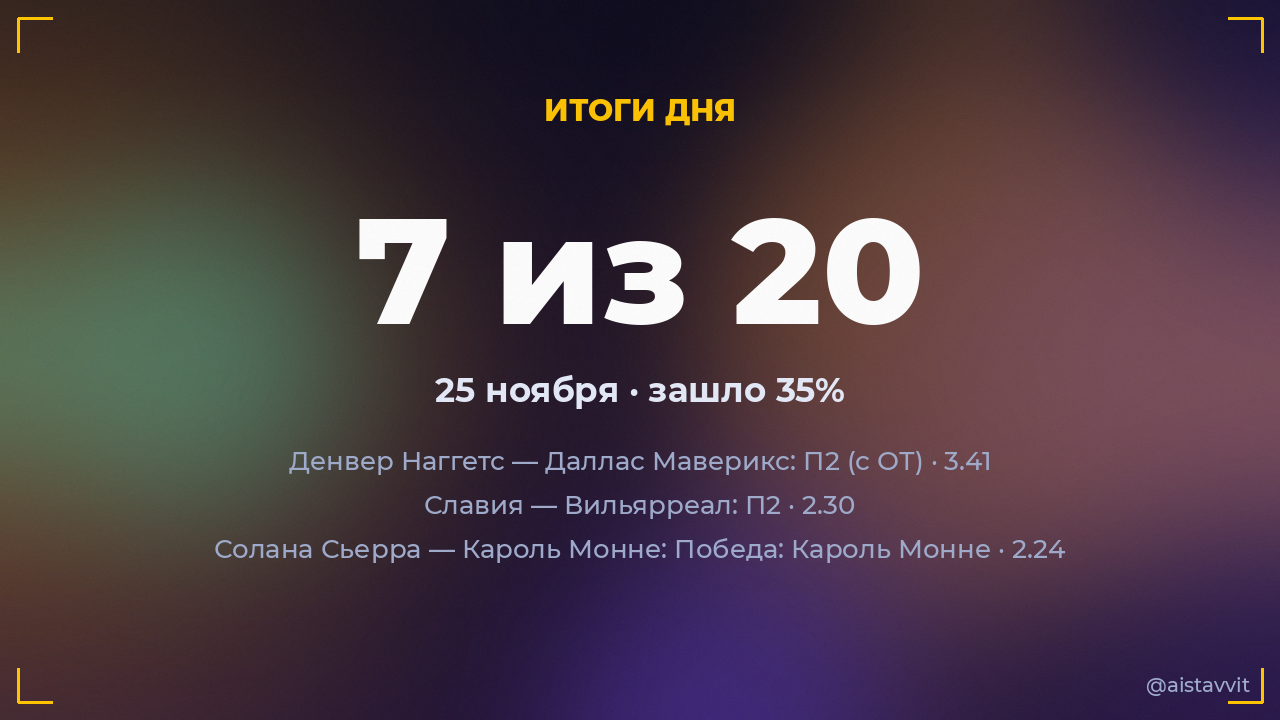 ИТОГИ ДНЯ
7 из 20
25 ноября · зашло 35%
Денвер Наггетс — Даллас Маверикс: П2 (с ОТ) · 3.41
Славия — Вильярреал: П2 · 2.30
Солана Сьерра — Кароль Монне: Победа: Кароль Монне · 2.24
@aistavvit